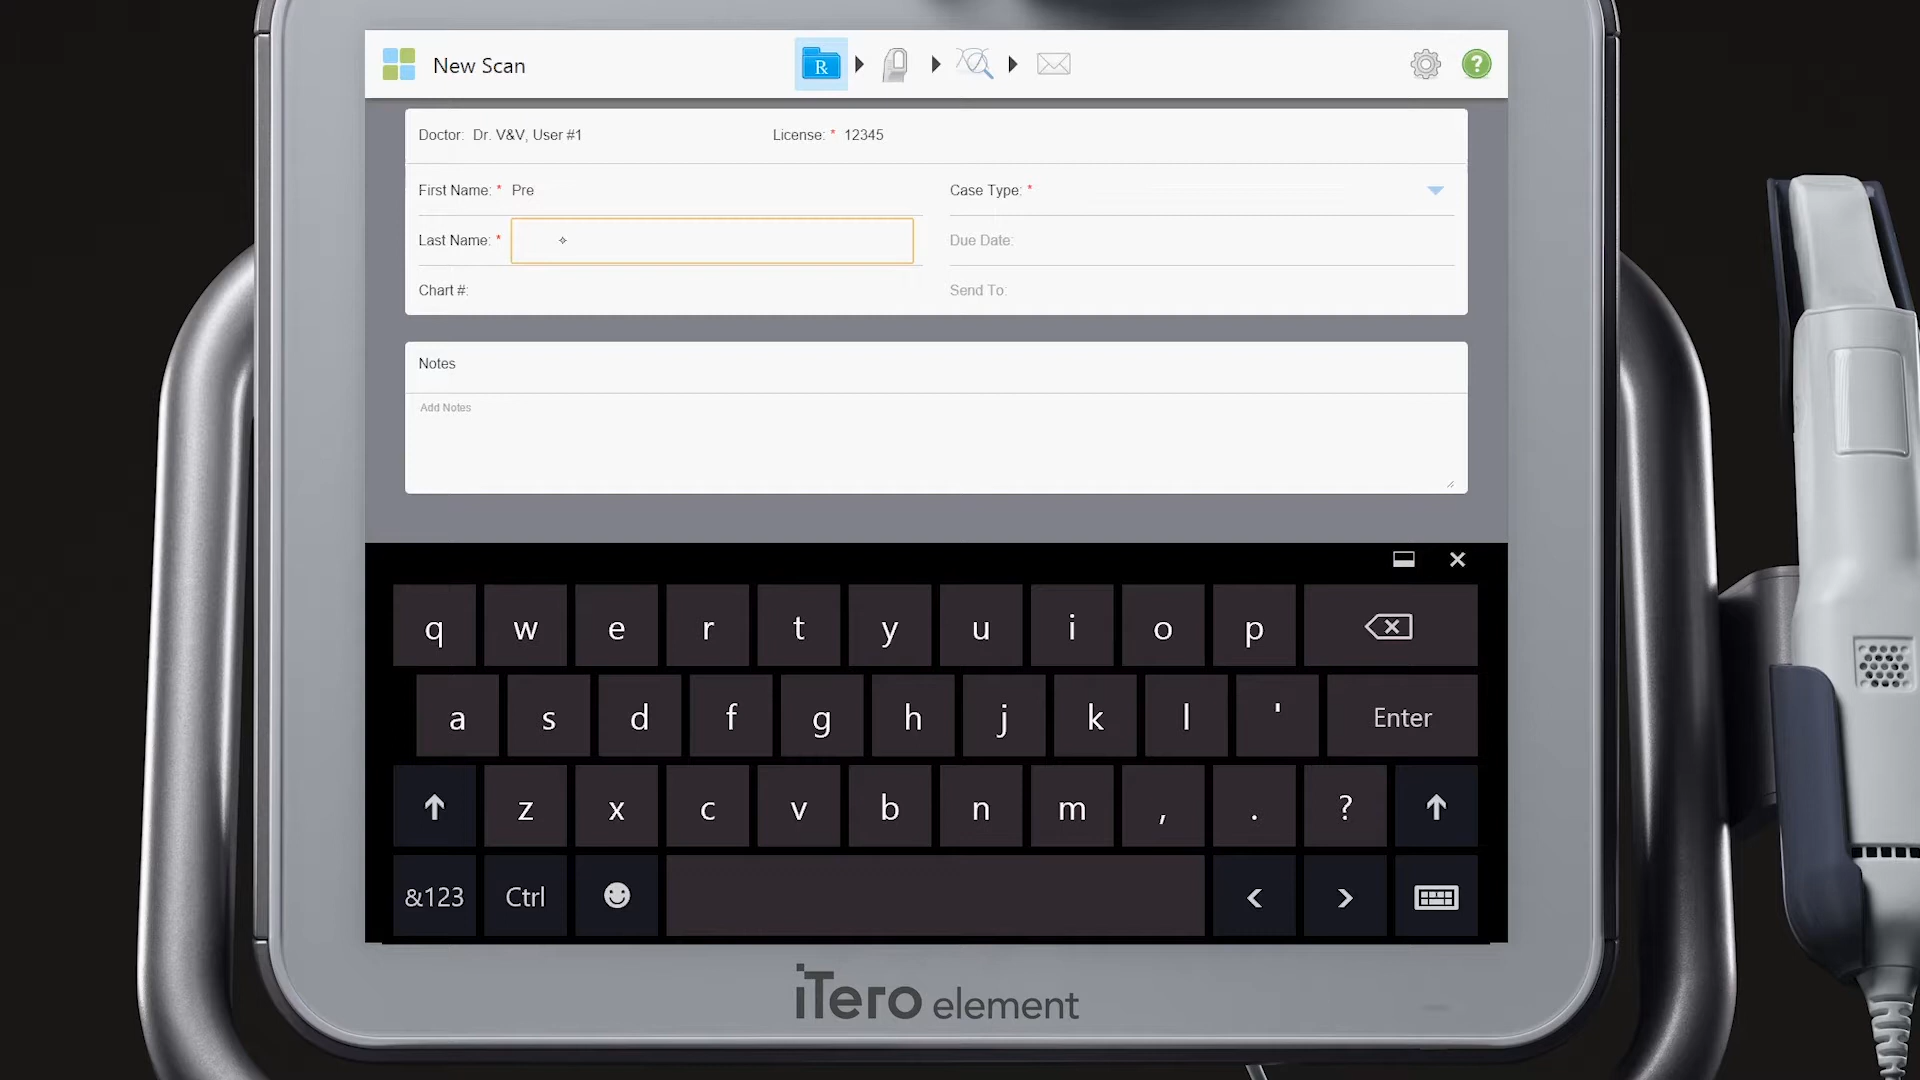 New Scan
Rx
?
Doctor: Dr. V&V, User #1 License: * 12345
First Name: * Pre
Case Type: *
Last Name: *
Due Date:
Chart #:
Send To:
Notes
Add Notes
q w e r t y u i o p
a s d f g h j k l ' Enter
z x c v b n m , . ?
&123 Ctrl < >
iTero element